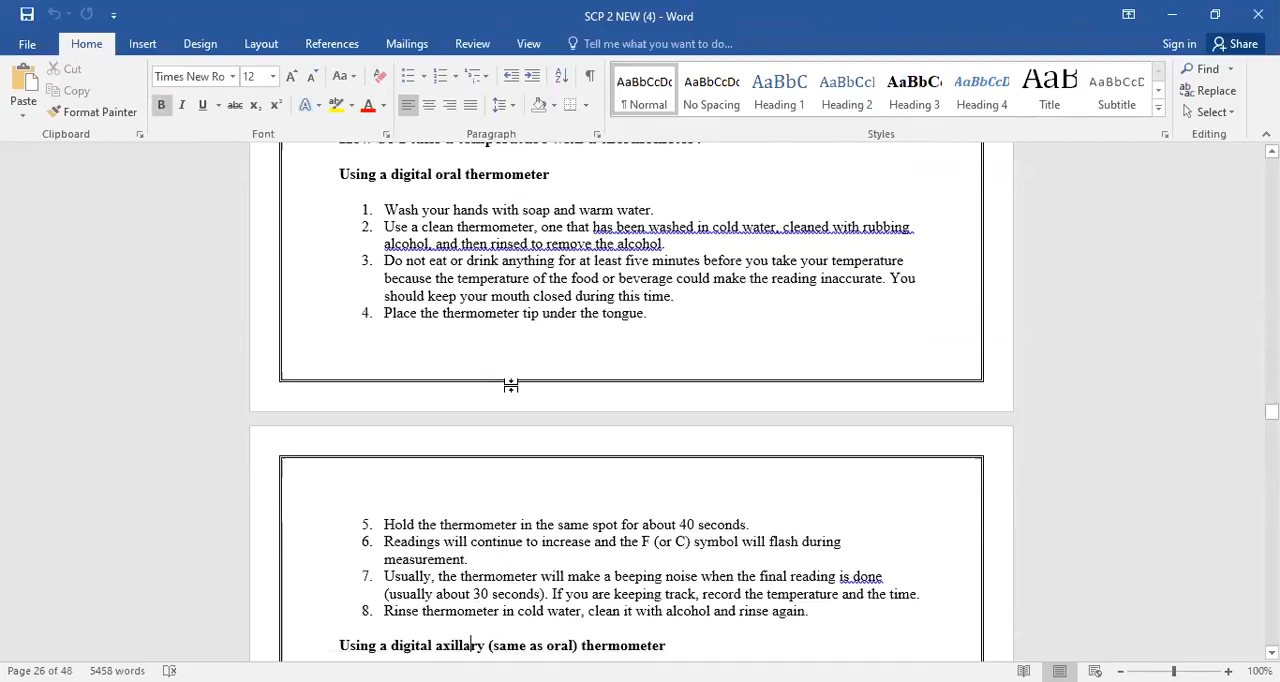 SCP 2 NEW (4) - Word
File Home Insert Design Layout References Mailings Review View Tell me what you want to do... Sign in Share
Paste
Cut
Copy
Format Painter
Clipboard
Times New Ro 12
Font
Paragraph
AaBbCcDc AaBbCcDc AaBbC AaBbCcl AaBbCc AaBbCcD AaB AaBbCcD
¶ Normal No Spacing Heading 1 Heading 2 Heading 3 Heading 4 Title Subtitle
Styles
Find
Replace
Select
Editing
How do I take a temperature with a thermometer?
Using a digital oral thermometer
1. Wash your hands with soap and warm water.
2. Use a clean thermometer, one that has been washed in cold water, cleaned with rubbing
alcohol, and then rinsed to remove the alcohol.
3. Do not eat or drink anything for at least five minutes before you take your temperature
because the temperature of the food or beverage could make the reading inaccurate. You
should keep your mouth closed during this time.
4. Place the thermometer tip under the tongue.
5. Hold the thermometer in the same spot for about 40 seconds.
6. Readings will continue to increase and the F (or C) symbol will flash during
measurement.
7. Usually, the thermometer will make a beeping noise when the final reading is done
(usually about 30 seconds). If you are keeping track, record the temperature and the time.
8. Rinse thermometer in cold water, clean it with alcohol and rinse again.
Using a digital axillary (same as oral) thermometer
Page 26 of 48 5458 words
100%